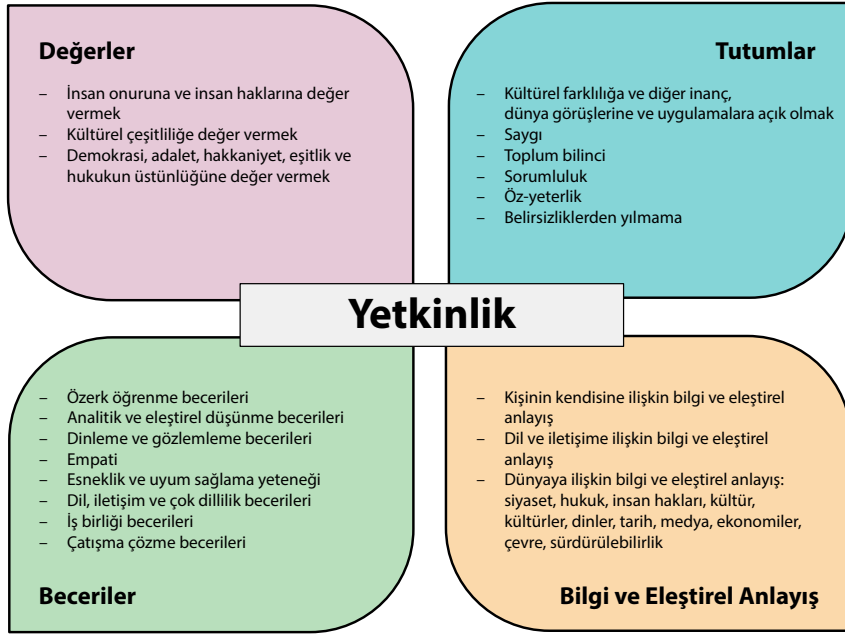 Değerler
– İnsan onuruna ve insan haklarına değer
vermek
– Kültürel çeşitliliğe değer vermek
– Demokrasi, adalet, hakkaniyet, eşitlik ve
hukukun üstünlüğüne değer vermek
Tutumlar
– Kültürel farklılığa ve diğer inanç,
dünya görüşlerine ve uygulamalara açık olmak
– Saygı
– Toplum bilinci
– Sorumluluk
– Öz-yeterlik
– Belirsizliklerden yılmama
Yetkinlik
– Özerk öğrenme becerileri
– Analitik ve eleştirel düşünme becerileri
– Dinleme ve gözlemleme becerileri
– Empati
– Esneklik ve uyum sağlama yeteneği
– Dil, iletişim ve çok dillilik becerileri
– İş birliği becerileri
– Çatışma çözme becerileri
Beceriler
– Kişinin kendisine ilişkin bilgi ve eleştirel
anlayış
– Dil ve iletişime ilişkin bilgi ve eleştirel
anlayış
– Dünyaya ilişkin bilgi ve eleştirel anlayış:
siyaset, hukuk, insan hakları, kültür,
kültürler, dinler, tarih, medya, ekonomiler,
çevre, sürdürülebilirlik
Bilgi ve Eleştirel Anlayış